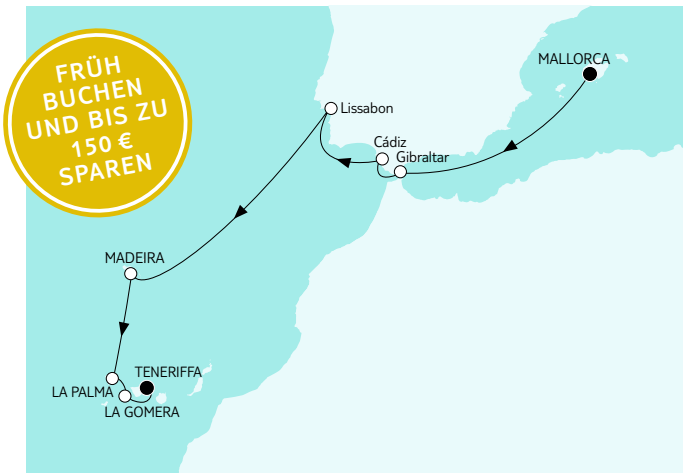 FRÜH
BUCHEN
UND BIS ZU
150 €
SPAREN
MALLORCA
Lissabon
Cádiz
Gibraltar
MADEIRA
TENERIFFA
LA PALMA
LA GOMERA